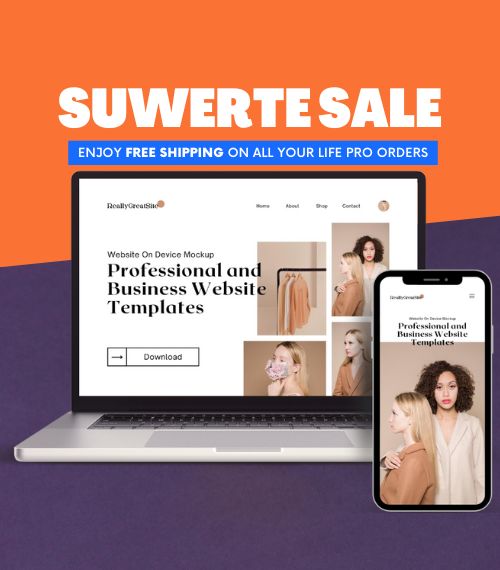 SUWERTE SALE
ENJOY FREE SHIPPING ON ALL YOUR LIFE PRO ORDERS
ReallyGreatSite
Home About Shop Contact
Website On Device Mockup
Professional and
Business Website
Templates
→ Download
ReallyGreatSite
Website On Device Mockup
Professional and
Business Website
Templates